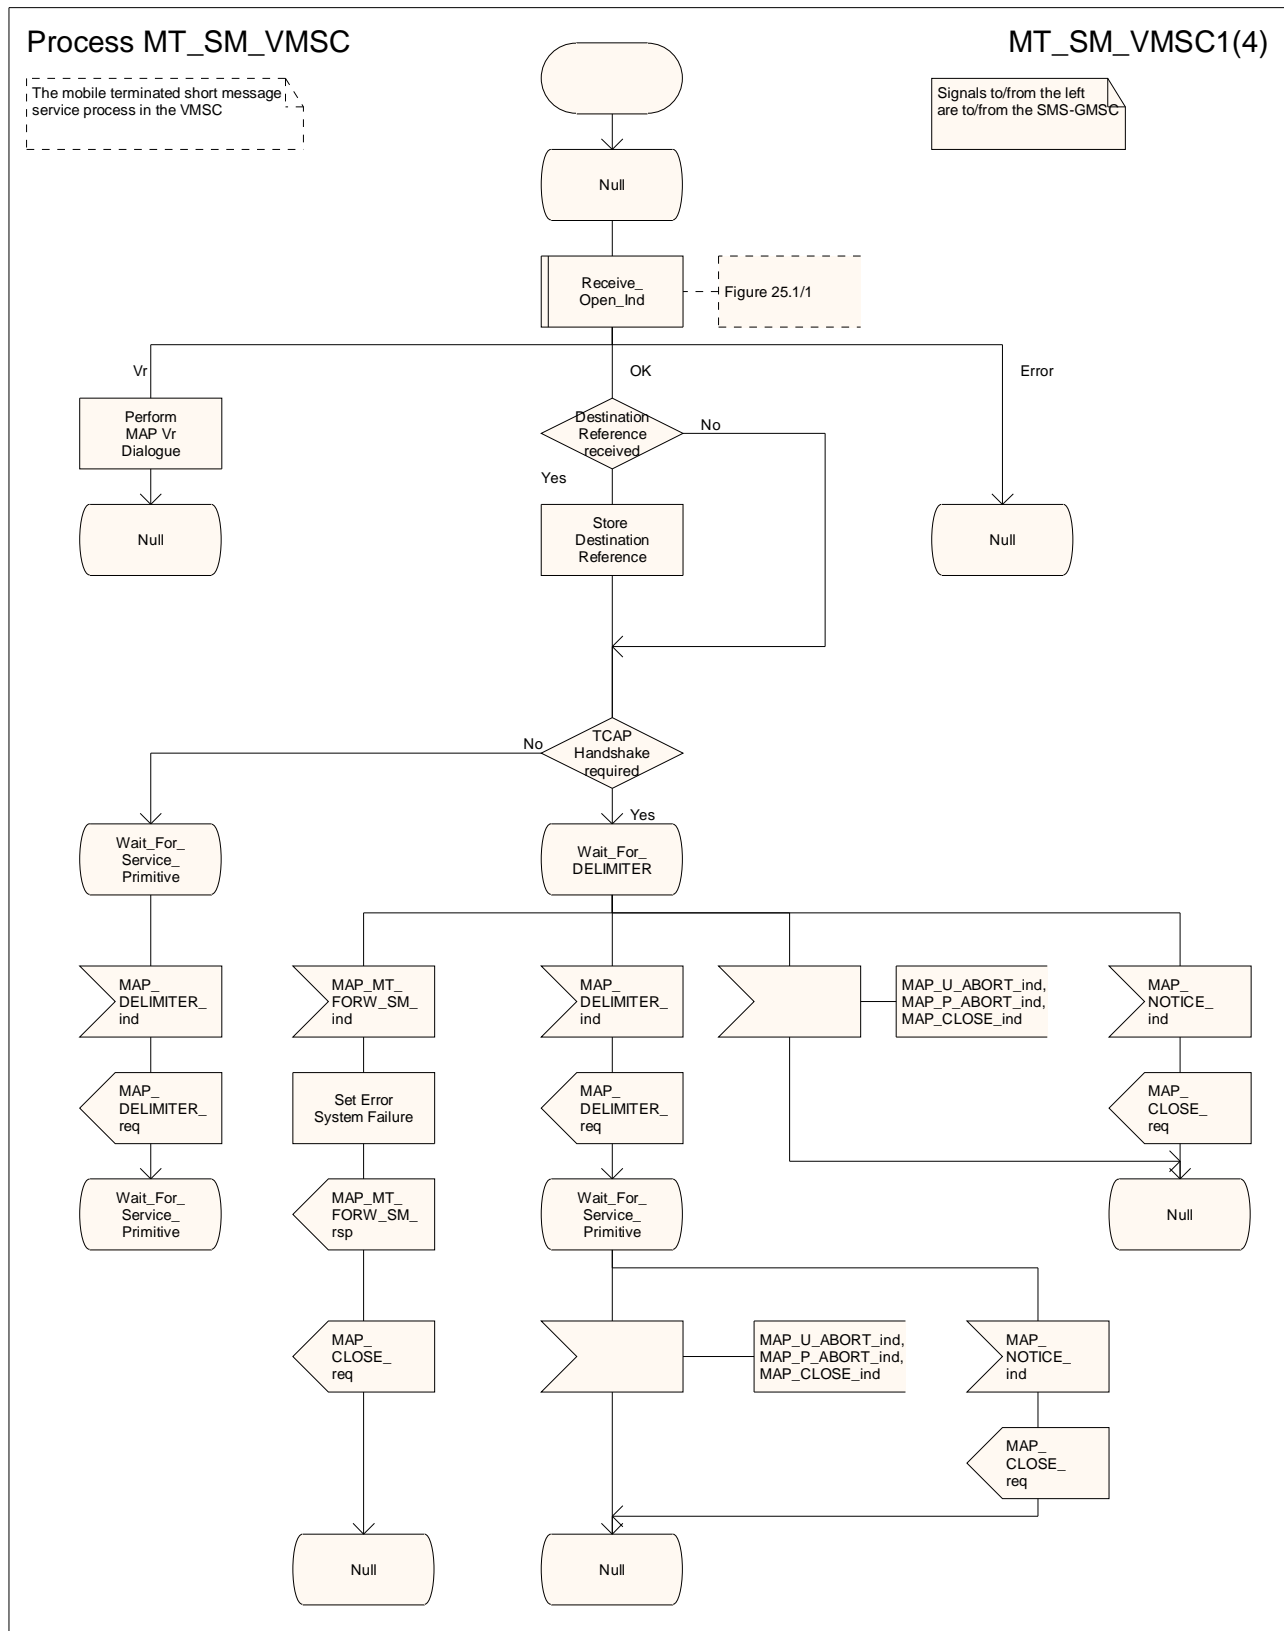 Process MT_SM_VMSC
MT_SM_VMSC1(4)
The mobile terminated short message
service process in the VMSC
Signals to/from the left
are to/from the SMS-GMSC
Null
Receive_
Open_Ind
Figure 25.1/1
Vr
OK
Error
Perform
MAP Vr
Dialogue
Destination
Reference
received
No
Yes
Null
Store
Destination
Reference
Null
TCAP
Handshake
required
No
Yes
Wait_For_
Service_
Primitive
Wait_For_
DELIMITER
MAP_
DELIMITER_
ind
MAP_MT_
FORW_SM_
ind
MAP_
DELIMITER_
ind
MAP_U_ABORT_ind,
MAP_P_ABORT_ind,
MAP_CLOSE_ind
MAP_
NOTICE_
ind
MAP_
DELIMITER_
req
Set Error
System Failure
MAP_
DELIMITER_
req
MAP_
CLOSE_
req
Wait_For_
Service_
Primitive
MAP_MT_
FORW_SM_
rsp
Wait_For_
Service_
Primitive
Null
MAP_
CLOSE_
req
MAP_U_ABORT_ind,
MAP_P_ABORT_ind,
MAP_CLOSE_ind
MAP_
NOTICE_
ind
MAP_
CLOSE_
req
Null
Null